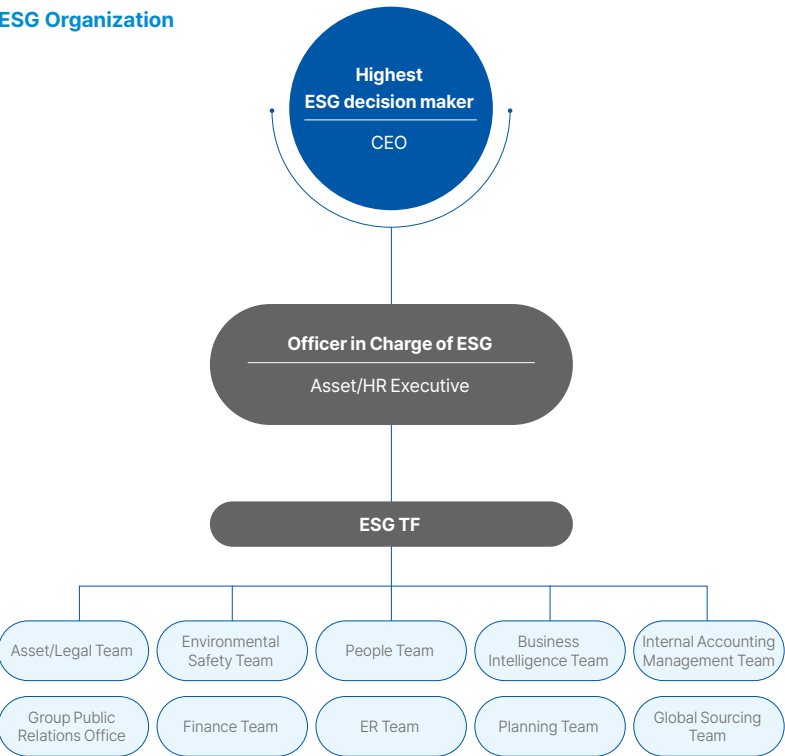 ESG Organization
Highest
ESG decision maker
CEO
Officer in Charge of ESG
Asset/HR Executive
ESG TF
Asset/Legal Team
Environmental
Safety Team
People Team
Business
Intelligence Team
Internal Accounting
Management Team
Group Public
Relations Office
Finance Team
ER Team
Planning Team
Global Sourcing
Team